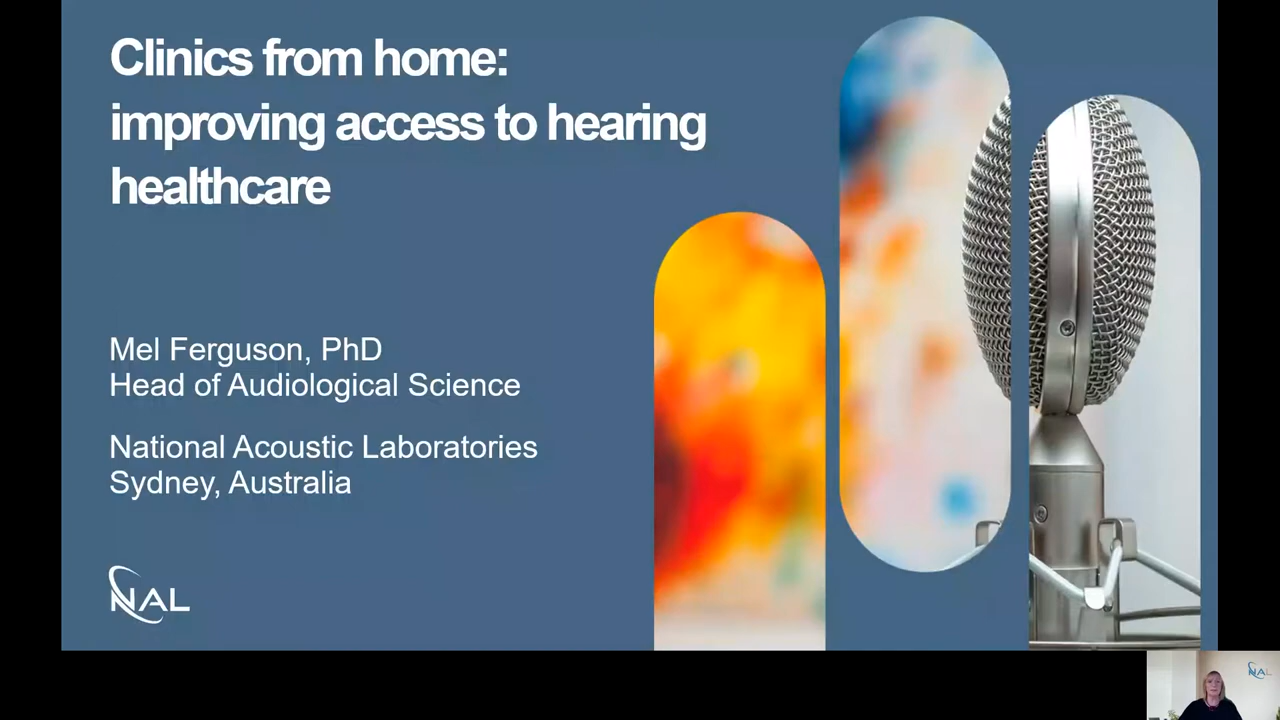 Clinics from home:
improving access to hearing
healthcare
Mel Ferguson, PhD
Head of Audiological Science
National Acoustic Laboratories
Sydney, Australia
NAL
NAL